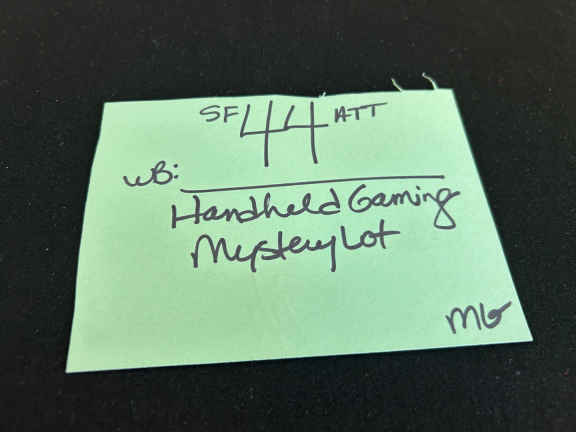 SF 44 ATT
WB:
Handheld Gaming
Mystery Lot
MG